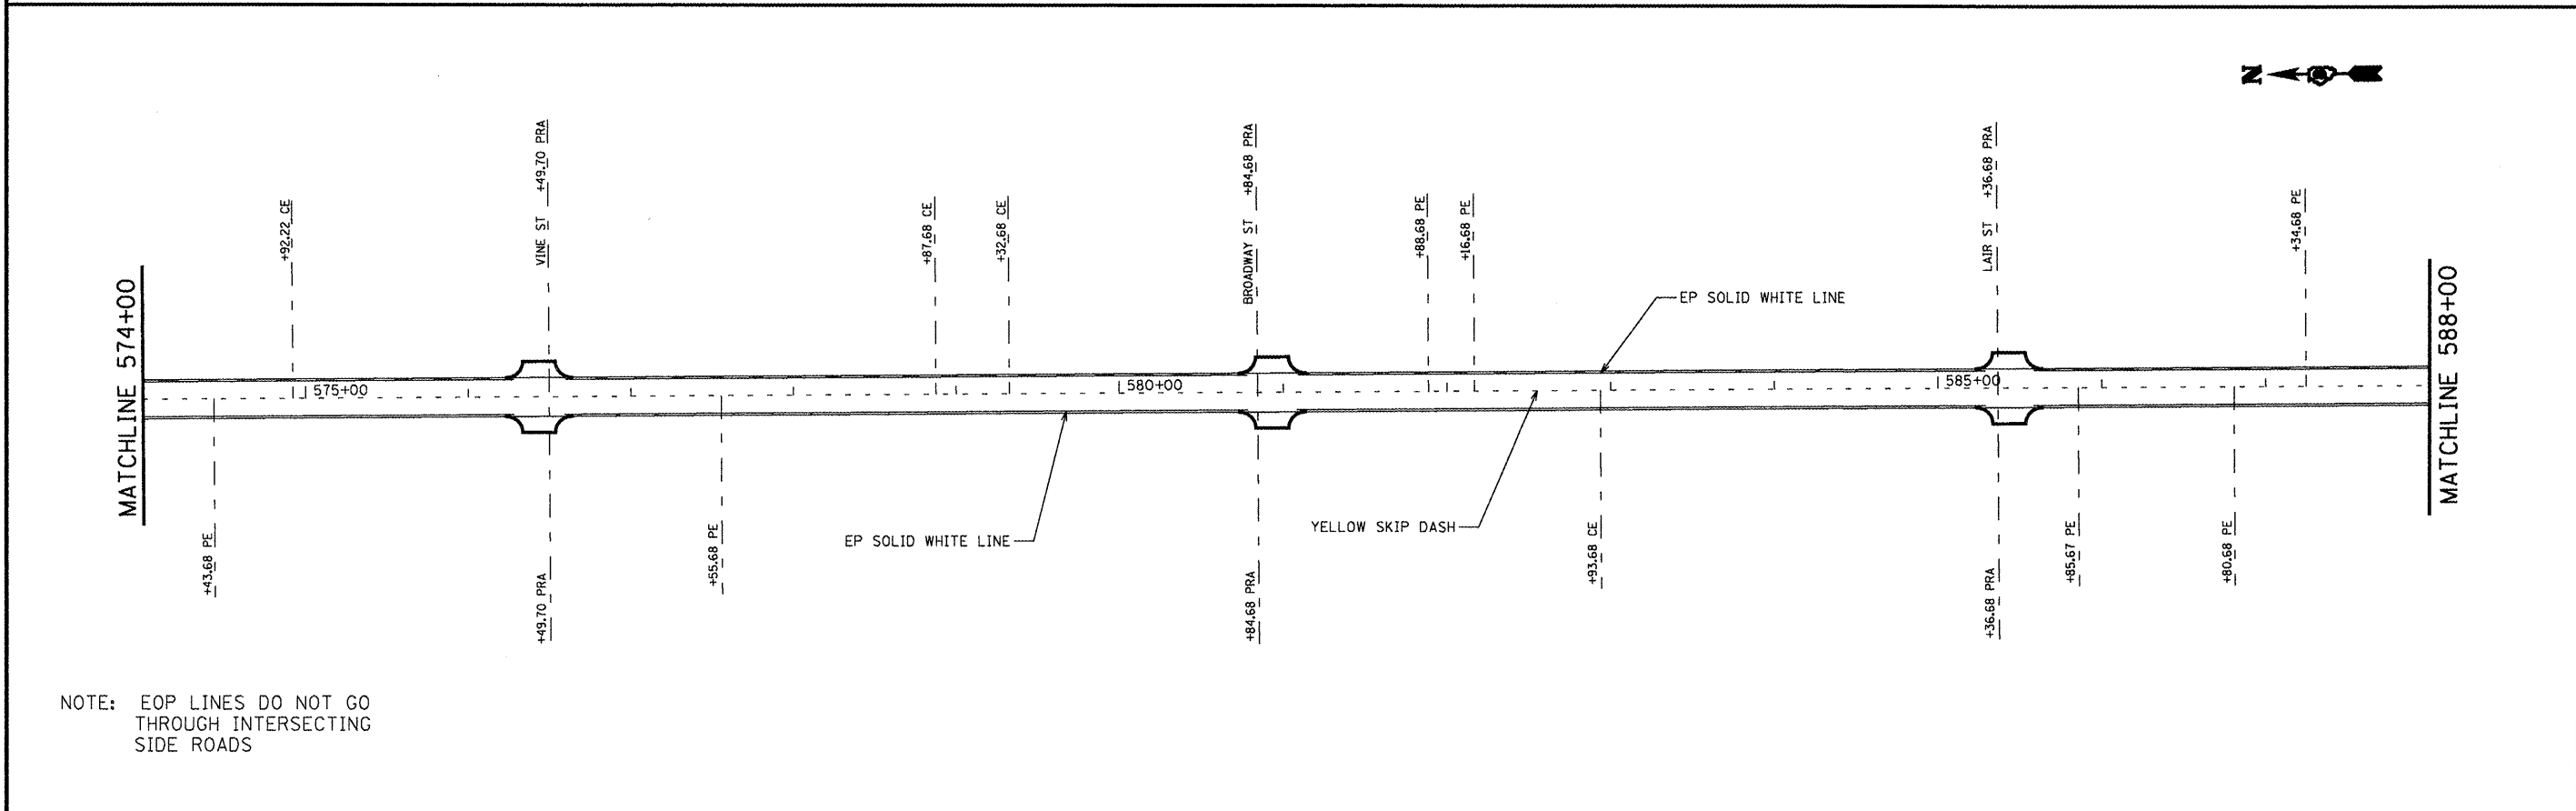 N
+92.22 CE
VINE ST +49.70 PRA
+87.68 CE
+32.68 CE
BROADWAY ST +84.68 PRA
+88.68 PE
+16.68 PE
LAIR ST +36.68 PRA
+34.68 PE
EP SOLID WHITE LINE
MATCHLINE 574+00
575+00
580+00
585+00
MATCHLINE 588+00
+43.68 PE
+49.70 PRA
+55.68 PE
EP SOLID WHITE LINE
+84.68 PRA
YELLOW SKIP DASH
+93.68 CE
+36.68 PRA
+85.67 PE
+80.68 PE
NOTE: EOP LINES DO NOT GO
THROUGH INTERSECTING
SIDE ROADS